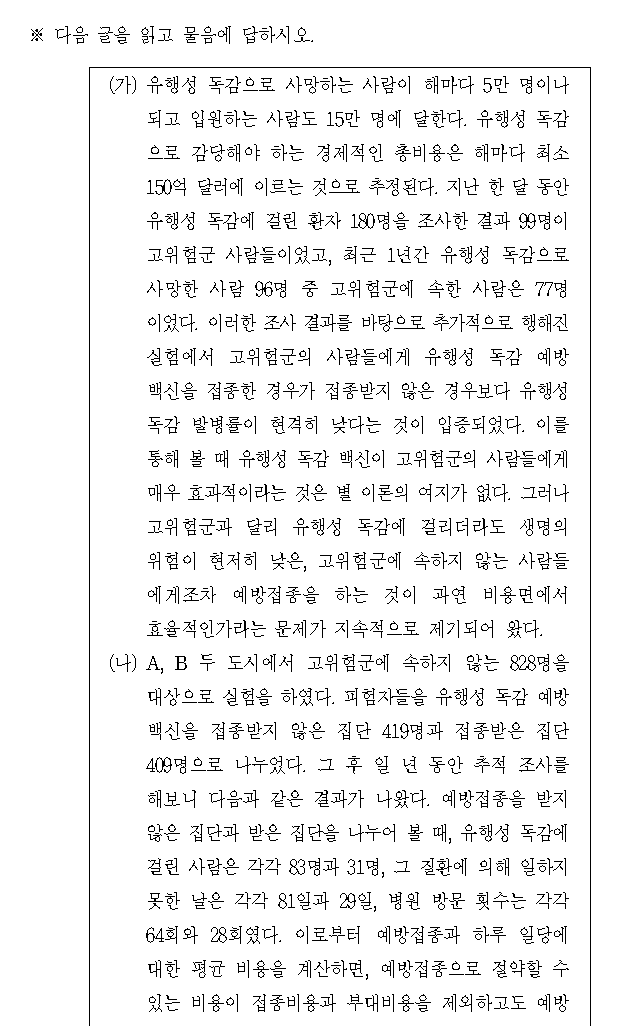 ※ 다음 글을 읽고 물음에 답하시오.
(가) 유행성 독감으로 사망하는 사람이 해마다 5만 명이나
되고 입원하는 사람도 15만 명에 달한다. 유행성 독감
으로 감당해야 하는 경제적인 총비용은 해마다 최소
150억 달러에 이르는 것으로 추정된다. 지난 한 달 동안
유행성 독감에 걸린 환자 180명을 조사한 결과 99명이
고위험군 사람들이었고, 최근 1년간 유행성 독감으로
사망한 사람 96명 중 고위험군에 속한 사람은 77명
이었다. 이러한 조사 결과를 바탕으로 추가적으로 행해진
실험에서 고위험군의 사람들에게 유행성 독감 예방
백신을 접종한 경우가 접종받지 않은 경우보다 유행성
독감 발병률이 현격히 낮다는 것이 입증되었다. 이를
통해 볼 때 유행성 독감 백신이 고위험군의 사람들에게
매우 효과적이라는 것은 별 이론의 여지가 없다. 그러나
고위험군과 달리 유행성 독감에 걸리더라도 생명의
위험이 현저히 낮은, 고위험군에 속하지 않는 사람들
에게조차 예방접종을 하는 것이 과연 비용면에서
효율적인가라는 문제가 지속적으로 제기되어 왔다.
(나) A, B 두 도시에서 고위험군에 속하지 않는 828명을
대상으로 실험을 하였다. 피험자들을 유행성 독감 예방
백신을 접종받지 않은 집단 419명과 접종받은 집단
409명으로 나누었다. 그 후 일 년 동안 추적 조사를
해보니 다음과 같은 결과가 나왔다. 예방접종을 받지
않은 집단과 받은 집단을 나누어 볼 때, 유행성 독감에
걸린 사람은 각각 83명과 31명, 그 질환에 의해 일하지
못한 날은 각각 81일과 29일, 병원 방문 횟수는 각각
64회와 28회였다. 이로부터 예방접종과 하루 일당에
대한 평균 비용을 계산하면, 예방접종으로 절약할 수
있는 비용이 접종비용과 부대비용을 제외하고도 예방